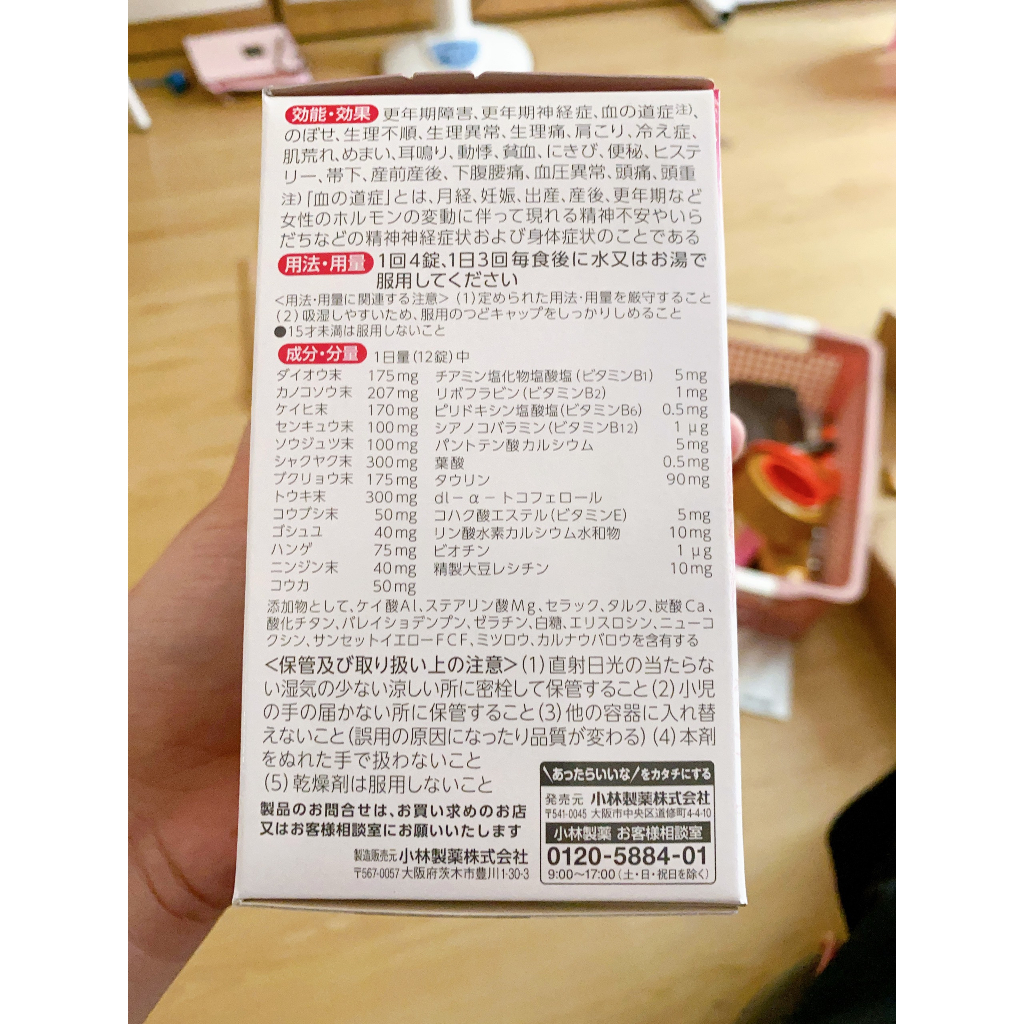 効能・効果 更年期障害、更年期神経症、血の道症注)、
のぼせ、生理不順、生理異常、生理痛、肩こり、冷え症、
肌荒れ、めまい、耳鳴り、動悸、貧血、にきび、便秘、ヒステ
リー、帯下、産前産後、下腹腰痛、血圧異常、頭痛、頭重
注)「血の道症」とは、月経、妊娠、出産、産後、更年期など
女性のホルモンの変動に伴って現れる精神不安やいら
だちなどの精神神経症状および身体症状のことである
用法・用量 1回4錠、1日3回毎食後に水又はお湯で
服用してください
<用法・用量に関連する注意>(1)定められた用法・用量を厳守すること
(2)吸湿しやすいため、服用のつどキャップをしっかりしめること
●15才未満は服用しないこと
成分・分量 1日量(12錠)中
ダイオウ末 175mg チアミン塩化物塩酸塩(ビタミンB1) 5mg
カノコソウ末 207mg リボフラビン(ビタミンB2) 1mg
ケイヒ末 170mg ピリドキシン塩酸塩(ビタミンB6) 0.5mg
センキュウ末 100mg シアノコバラミン(ビタミンB12) 1μg
ソウジュツ末 100mg パントテン酸カルシウム 5mg
シャクヤク末 300mg 葉酸 0.5mg
ブクリョウ末 175mg タウリン 90mg
トウキ末 300mg dl-α-トコフェロール
コウブシ末 50mg コハク酸エステル(ビタミンE) 5mg
ゴシュユ 40mg リン酸水素カルシウム水和物 10mg
ハンゲ 75mg ビオチン 1μg
ニンジン末 40mg 精製大豆レシチン 10mg
コウカ 50mg
添加物として、ケイ酸Al、ステアリン酸Mg、セラック、タルク、炭酸Ca、
酸化チタン、バレイショデンプン、ゼラチン、白糖、エリスロシン、ニューコ
クシン、サンセットイエローFCF、ミツロウ、カルナウバロウを含有する
<保管及び取り扱い上の注意>(1)直射日光の当たらな
い湿気の少ない涼しい所に密栓して保管すること(2)小児
の手の届かない所に保管すること(3)他の容器に入れ替
えないこと(誤用の原因になったり品質が変わる)(4)本剤
をぬれた手で扱わないこと
(5)乾燥剤は服用しないこと
製品のお問合せは、お買い求めのお店
又はお客様相談室にお願いいたします
製造販売元 小林製薬株式会社
〒567-0057 大阪府茨木市豊川1-30-3
\あったらいいな/をカタチにする
発売元 小林製薬株式会社
〒541-0045 大阪市中央区道修町4-4-10
小林製薬 お客様相談室
0120-5884-01
9:00～17:00(土・日・祝日を除く)